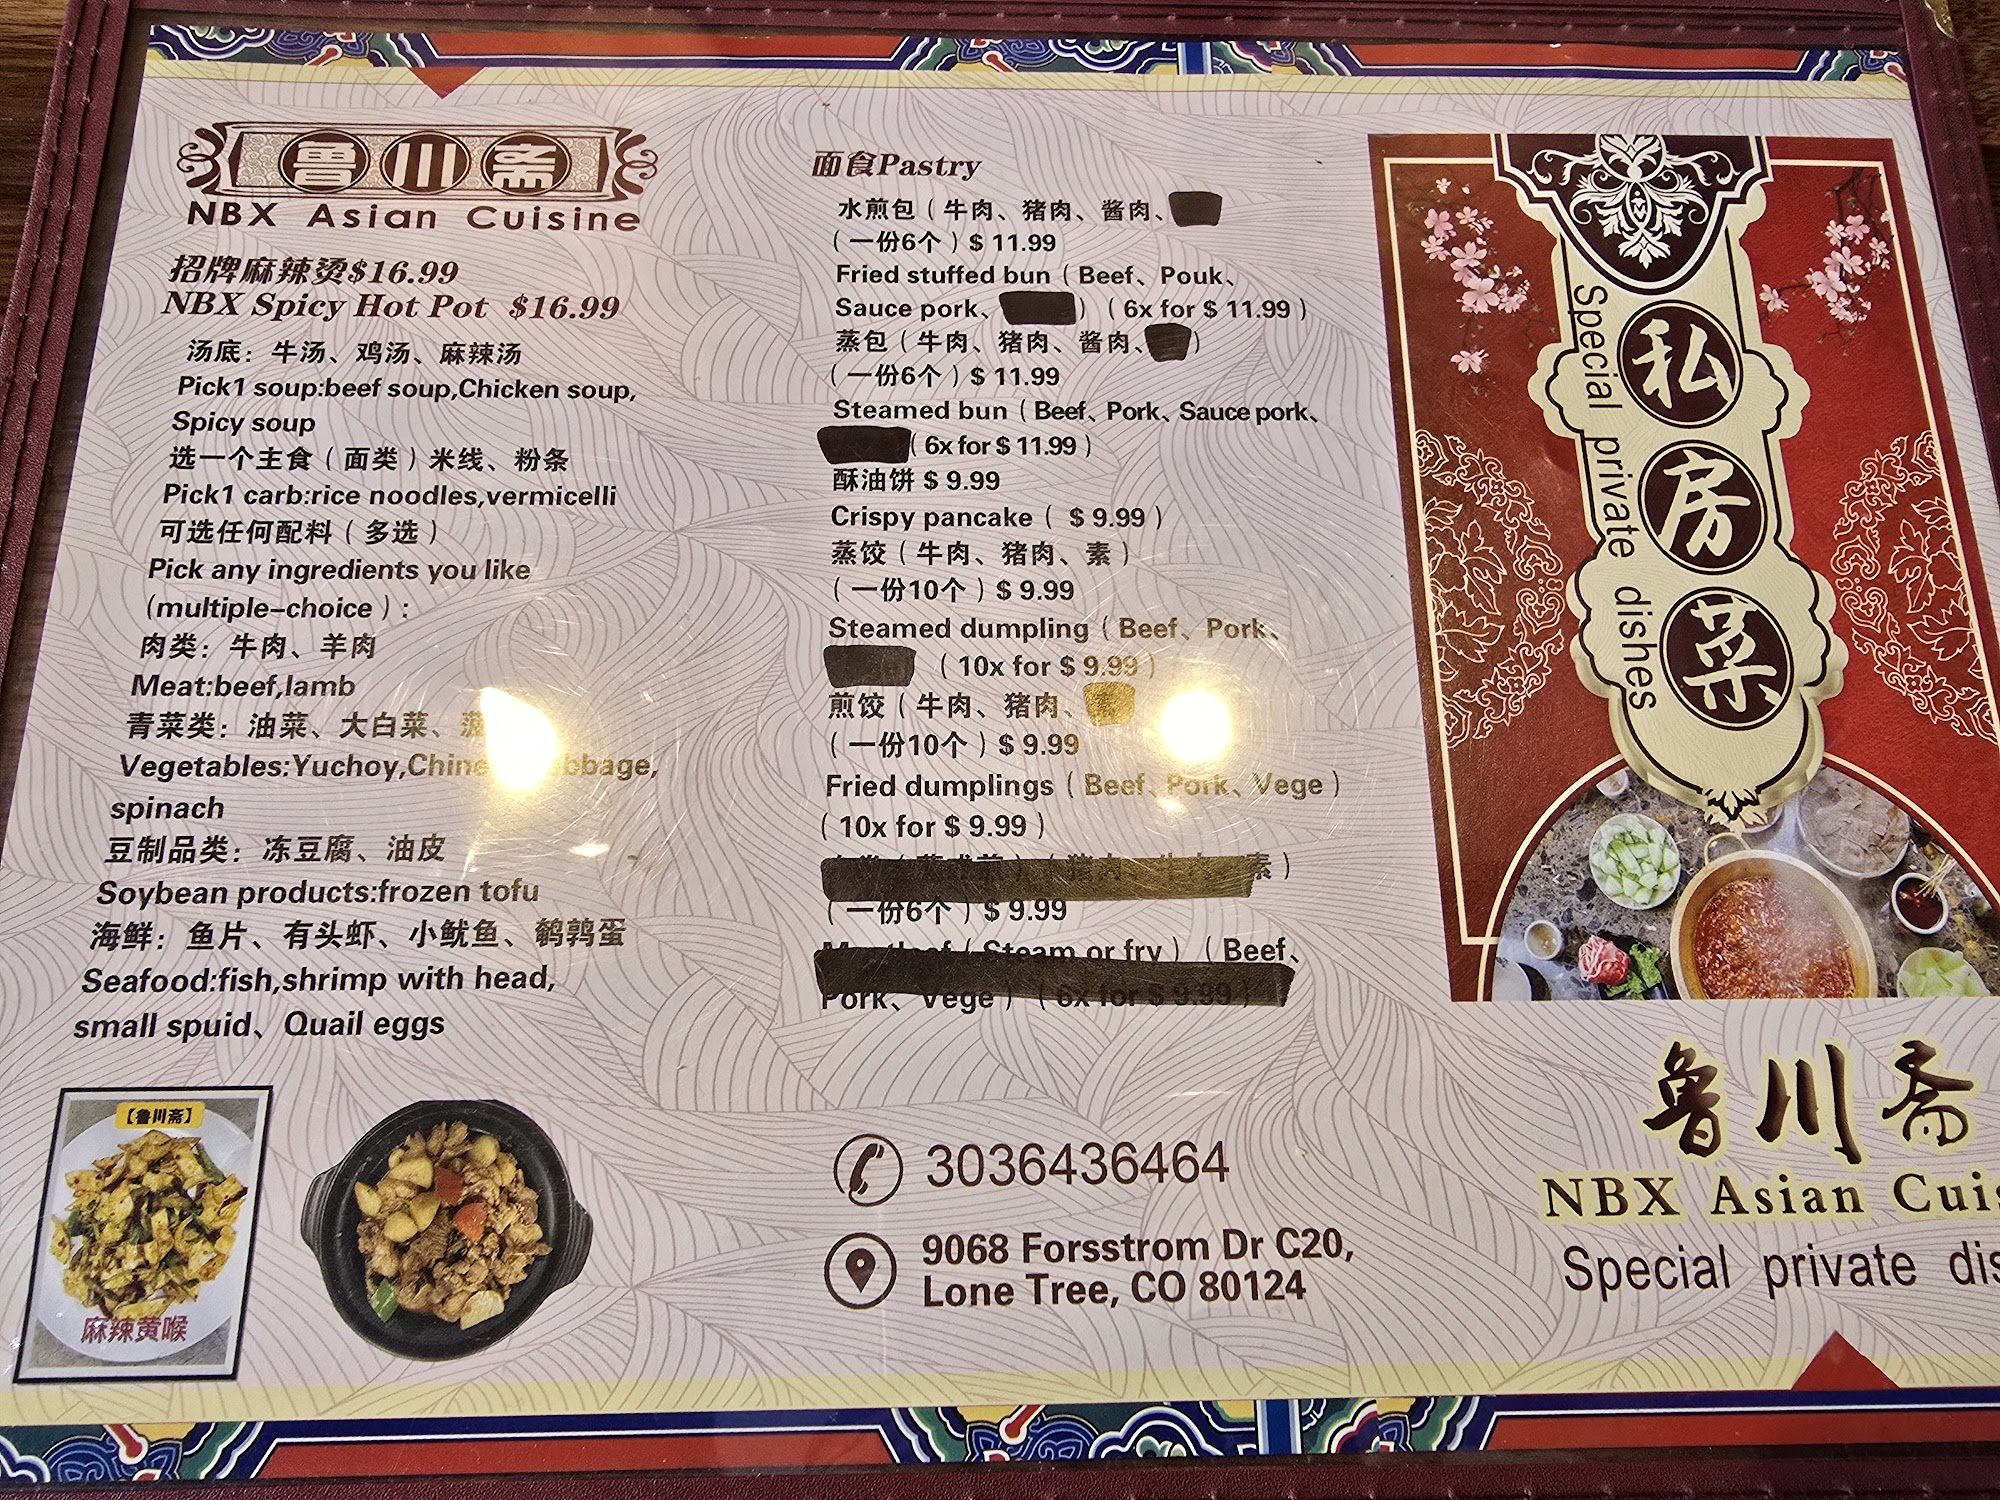 鲁川斋
NBX Asian Cuisine
招牌麻辣烫$16.99
NBX Spicy Hot Pot $16.99
汤底：牛汤、鸡汤、麻辣汤
Pick1 soup:beef soup,Chicken soup,
Spicy soup
选一个主食（面类）米线、粉条
Pick1 carb:rice noodles,vermicelli
可选任何配料（多选）
Pick any ingredients you like
(multiple-choice）:
肉类：牛肉、羊肉
Meat:beef,lamb
青菜类：油菜、大白菜、菠
Vegetables:Yuchoy,Chine bbage,
spinach
豆制品类：冻豆腐、油皮
Soybean products:frozen tofu
海鲜：鱼片、有头虾、小鱿鱼、鹌鹑蛋
Seafood:fish,shrimp with head,
small spuid、Quail eggs
【鲁川斋】
麻辣黄喉
面食Pastry
水煎包（牛肉、猪肉、酱肉、
（一份6个）$ 11.99
Fried stuffed bun（Beef、Pouk、
Sauce pork、）（6x for $ 11.99）
蒸包（牛肉、猪肉、酱肉、）
（一份6个）$ 11.99
Steamed bun（Beef、Pork、Sauce pork、
（6x for $ 11.99）
酥油饼 $ 9.99
Crispy pancake（ $ 9.99）
蒸饺（牛肉、猪肉、素）
（一份10个）$ 9.99
Steamed dumpling（Beef、Pork、
（10x for $ 9.99）
煎饺（牛肉、猪肉、
（一份10个）$ 9.99
Fried dumplings（Beef、Pork、Vege）
（10x for $ 9.99）
素）
（一份6个）$ 9.99
（Steam or fry）（Beef、
Pork、Vege）（6x for $ 9.99）
3036436464
9068 Forsstrom Dr C20,
Lone Tree, CO 80124
私房菜
Special private dishes
鲁川斋
NBX Asian Cuis
Special private dis